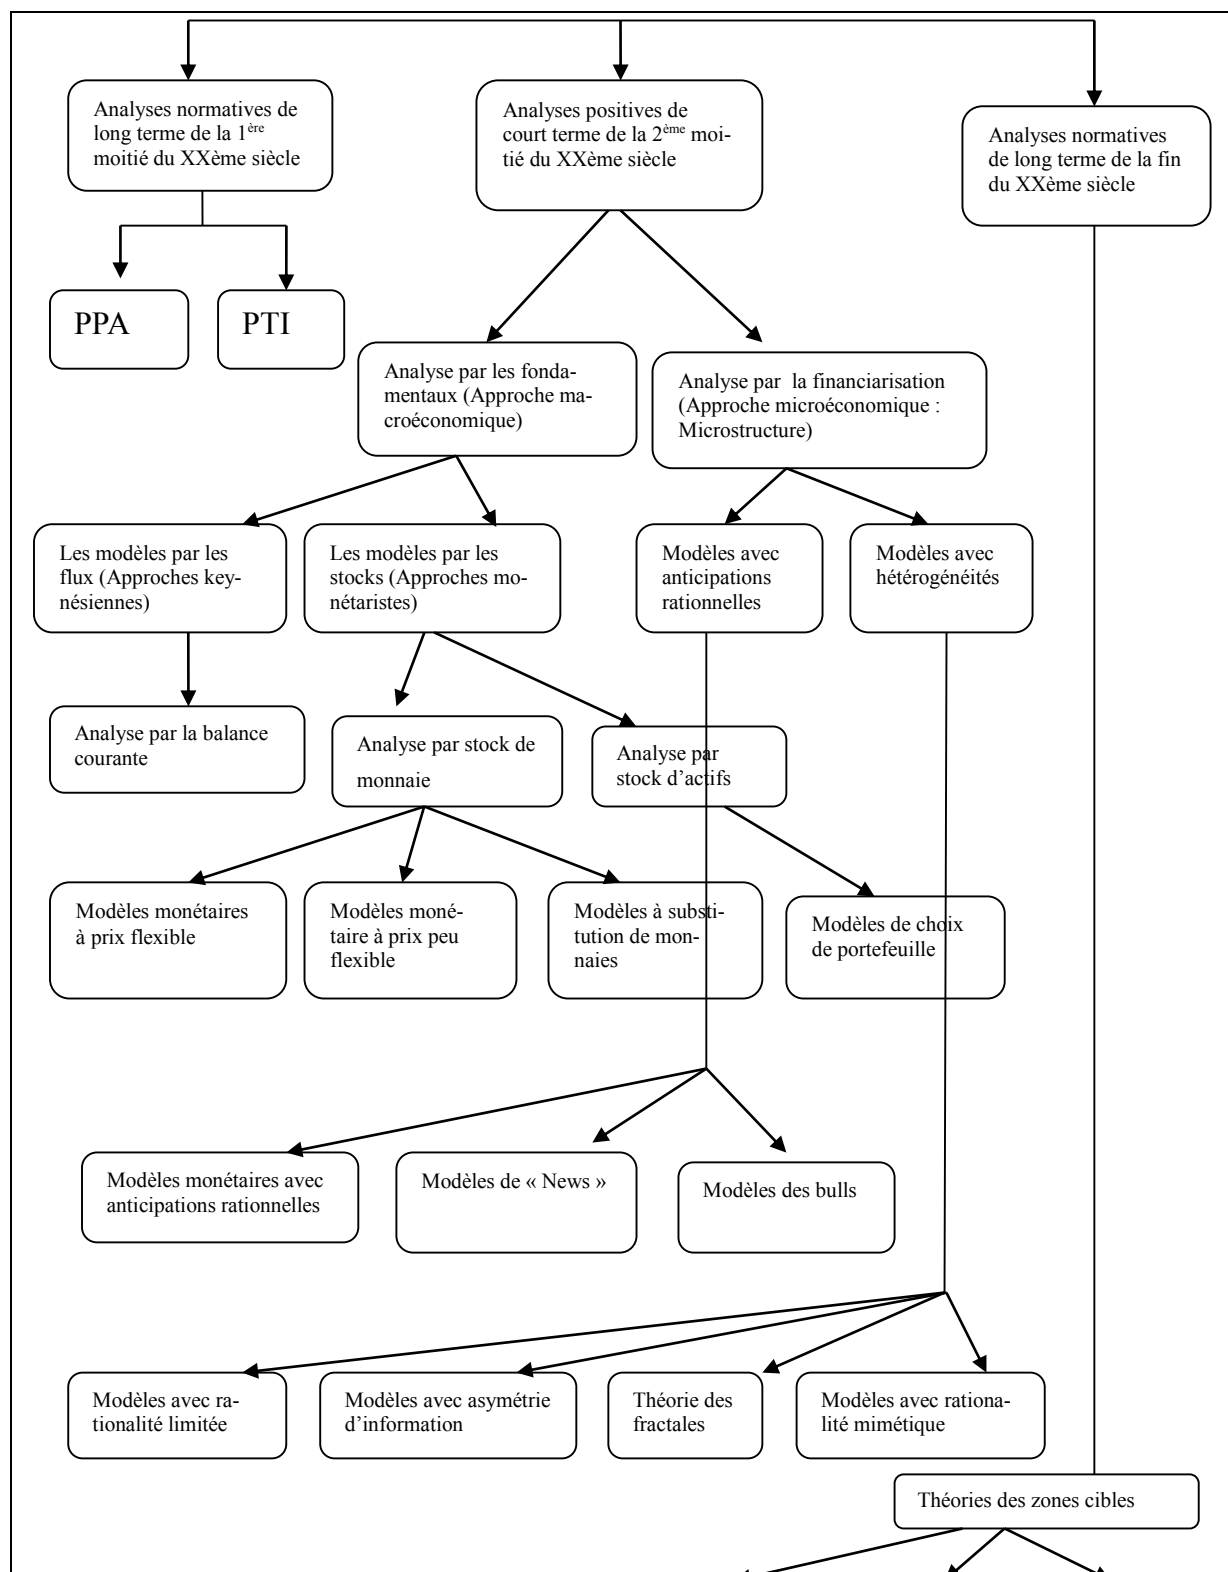 Analyses normatives de
long terme de la 1ère
moitié du XXème siècle
Analyses positives de
court terme de la 2ème moi-
tié du XXème siècle
Analyses normatives
de long terme de la fin
du XXème siècle
PPA
PTI
Analyse par les fonda-
mentaux (Approche ma-
croéconomique)
Analyse par la financiarisation
(Approche microéconomique :
Microstructure)
Les modèles par les
flux (Approches key-
nésiennes)
Les modèles par les
stocks (Approches mo-
nétaristes)
Modèles avec
anticipations
rationnelles
Modèles avec
hétérogénéités
Analyse par la balance
courante
Analyse par stock de
monnaie
Analyse par
stock d’actifs
Modèles monétaires
à prix flexible
Modèles moné-
taire à prix peu
flexible
Modèles à substi-
tution de mon-
naies
Modèles de choix
de portefeuille
Modèles monétaires avec
anticipations rationnelles
Modèles de « News »
Modèles des bulls
Modèles avec ra-
tionalité limitée
Modèles avec asymétrie
d’information
Théorie des
fractales
Modèles avec rationa-
lité mimétique
Théories des zones cibles